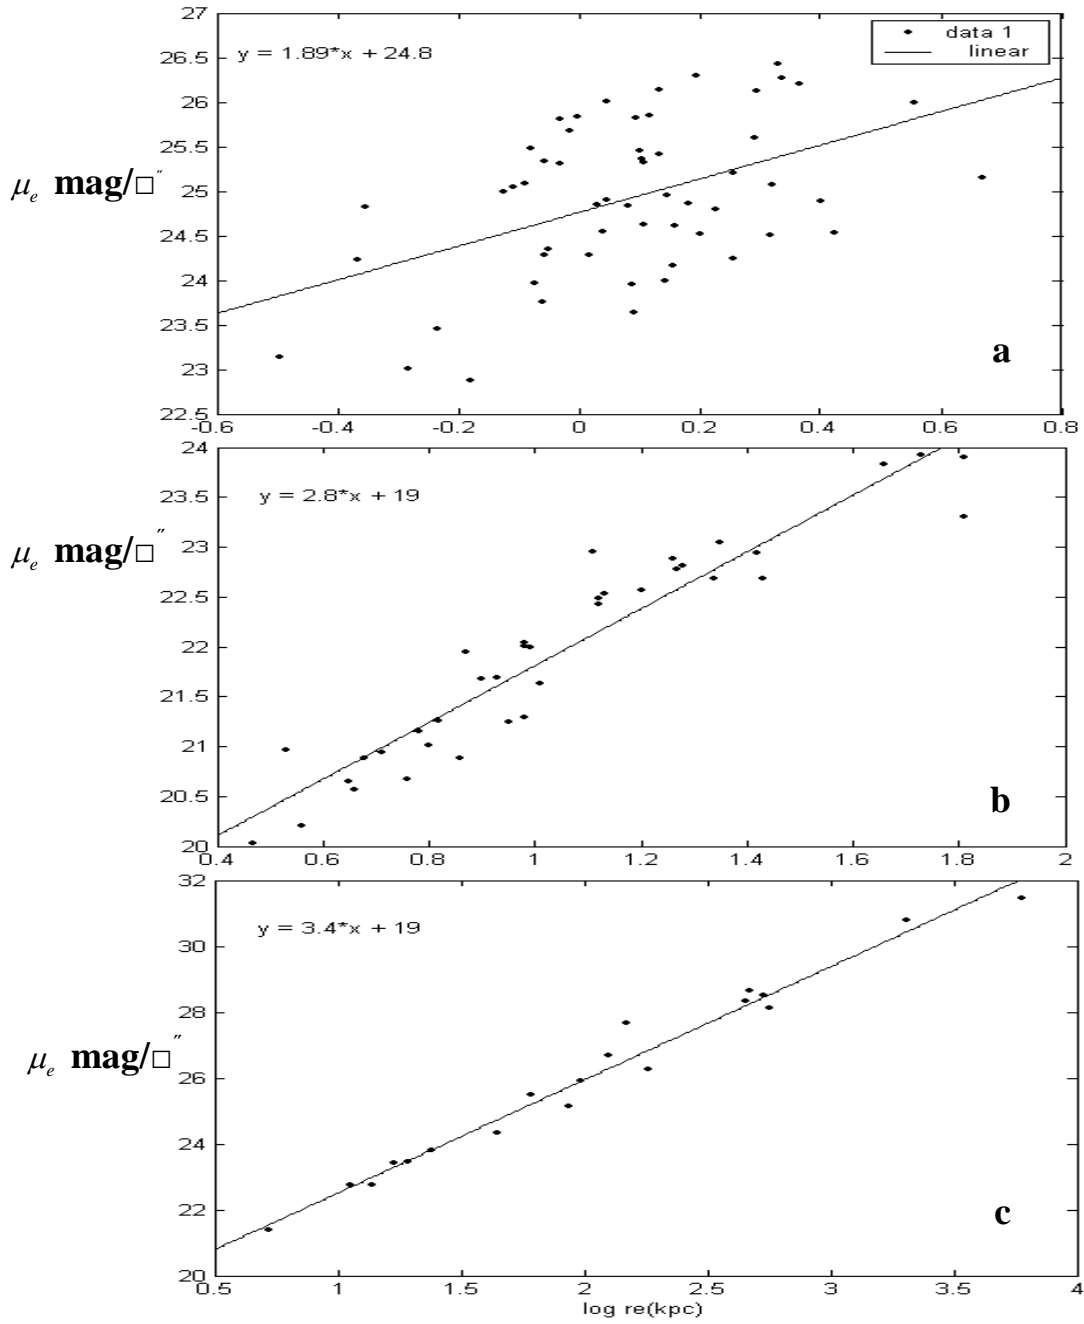 27
26.5
26
25.5
25
24.5
24
23.5
23
22.5
y = 1.89*x + 24.8
data 1
linear
μe mag/□″
a
-0.6 -0.4 -0.2 0 0.2 0.4 0.6 0.8
24
23.5
23
22.5
22
21.5
21
20.5
20
y = 2.8*x + 19
μe mag/□″
b
0.4 0.6 0.8 1 1.2 1.4 1.6 1.8 2
32
30
28
26
24
22
20
y = 3.4*x + 19
μe mag/□″
c
0.5 1 1.5 2 2.5 3 3.5 4
log re(kpc)